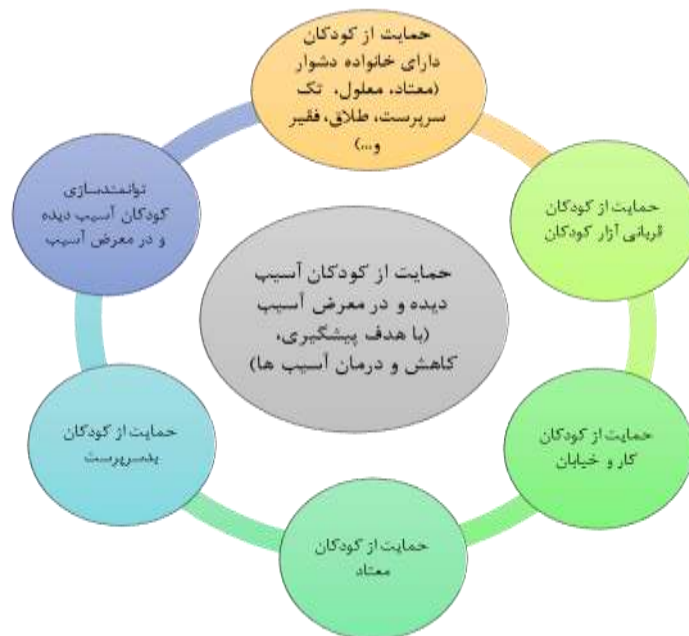 حمایت از کودکان
دارای خانواده دشوار
(معتاد، معلول، تک
سرپرست، طلاق، فقیر
و...)
حمایت از کودکان
قربانی آزار کودکان
حمایت از کودکان
کار و خیابان
حمایت از کودکان
معتاد
حمایت از کودکان
بدسرپرست
توانمندسازی
کودکان آسیب دیده
و در معرض آسیب
حمایت از کودکان آسیب
دیده و در معرض آسیب
(با هدف پیشگیری،
کاهش و درمان آسیب ها)